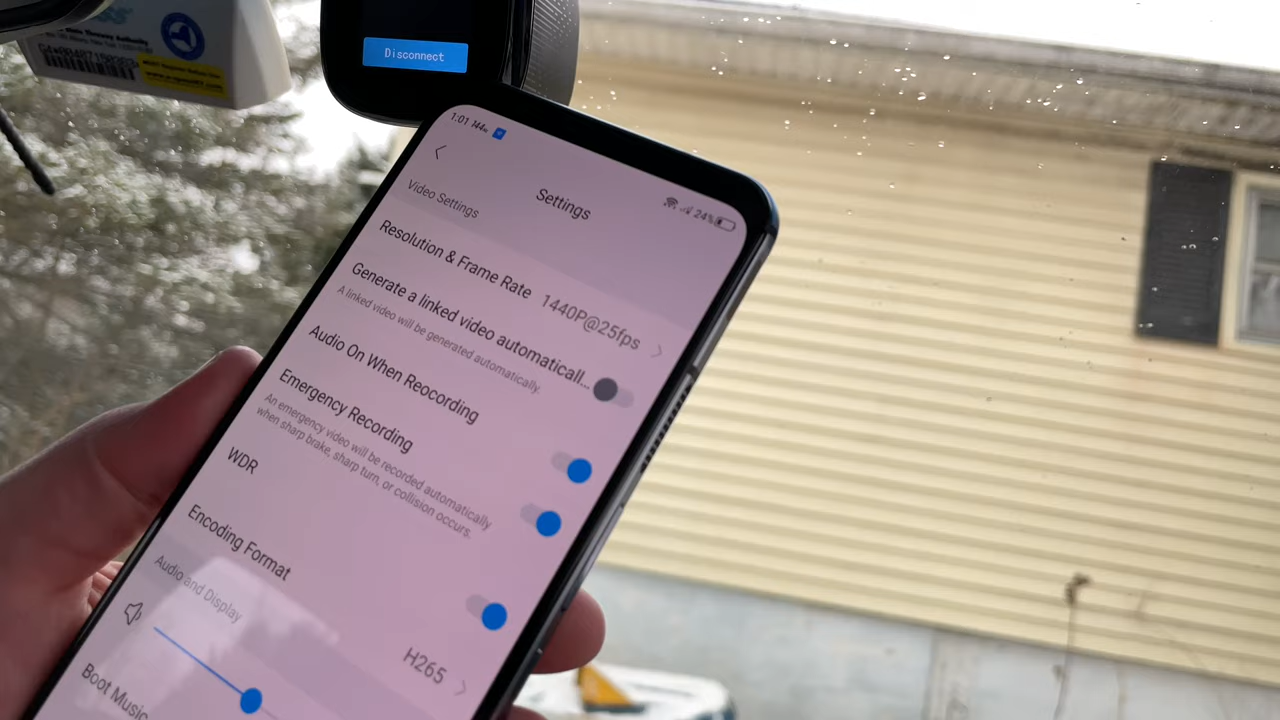 Disconnect
1:01
24%
Settings
Video Settings
Resolution & Frame Rate 1440P@25fps
Generate a linked video automaticall...
A linked video will be generated automatically.
Audio On When Reocording
Emergency Recording
An emergency video will be recorded automatically
when sharp brake, sharp turn, or collision occurs.
WDR
Encoding Format
H265
Audio and Display
Boot Music